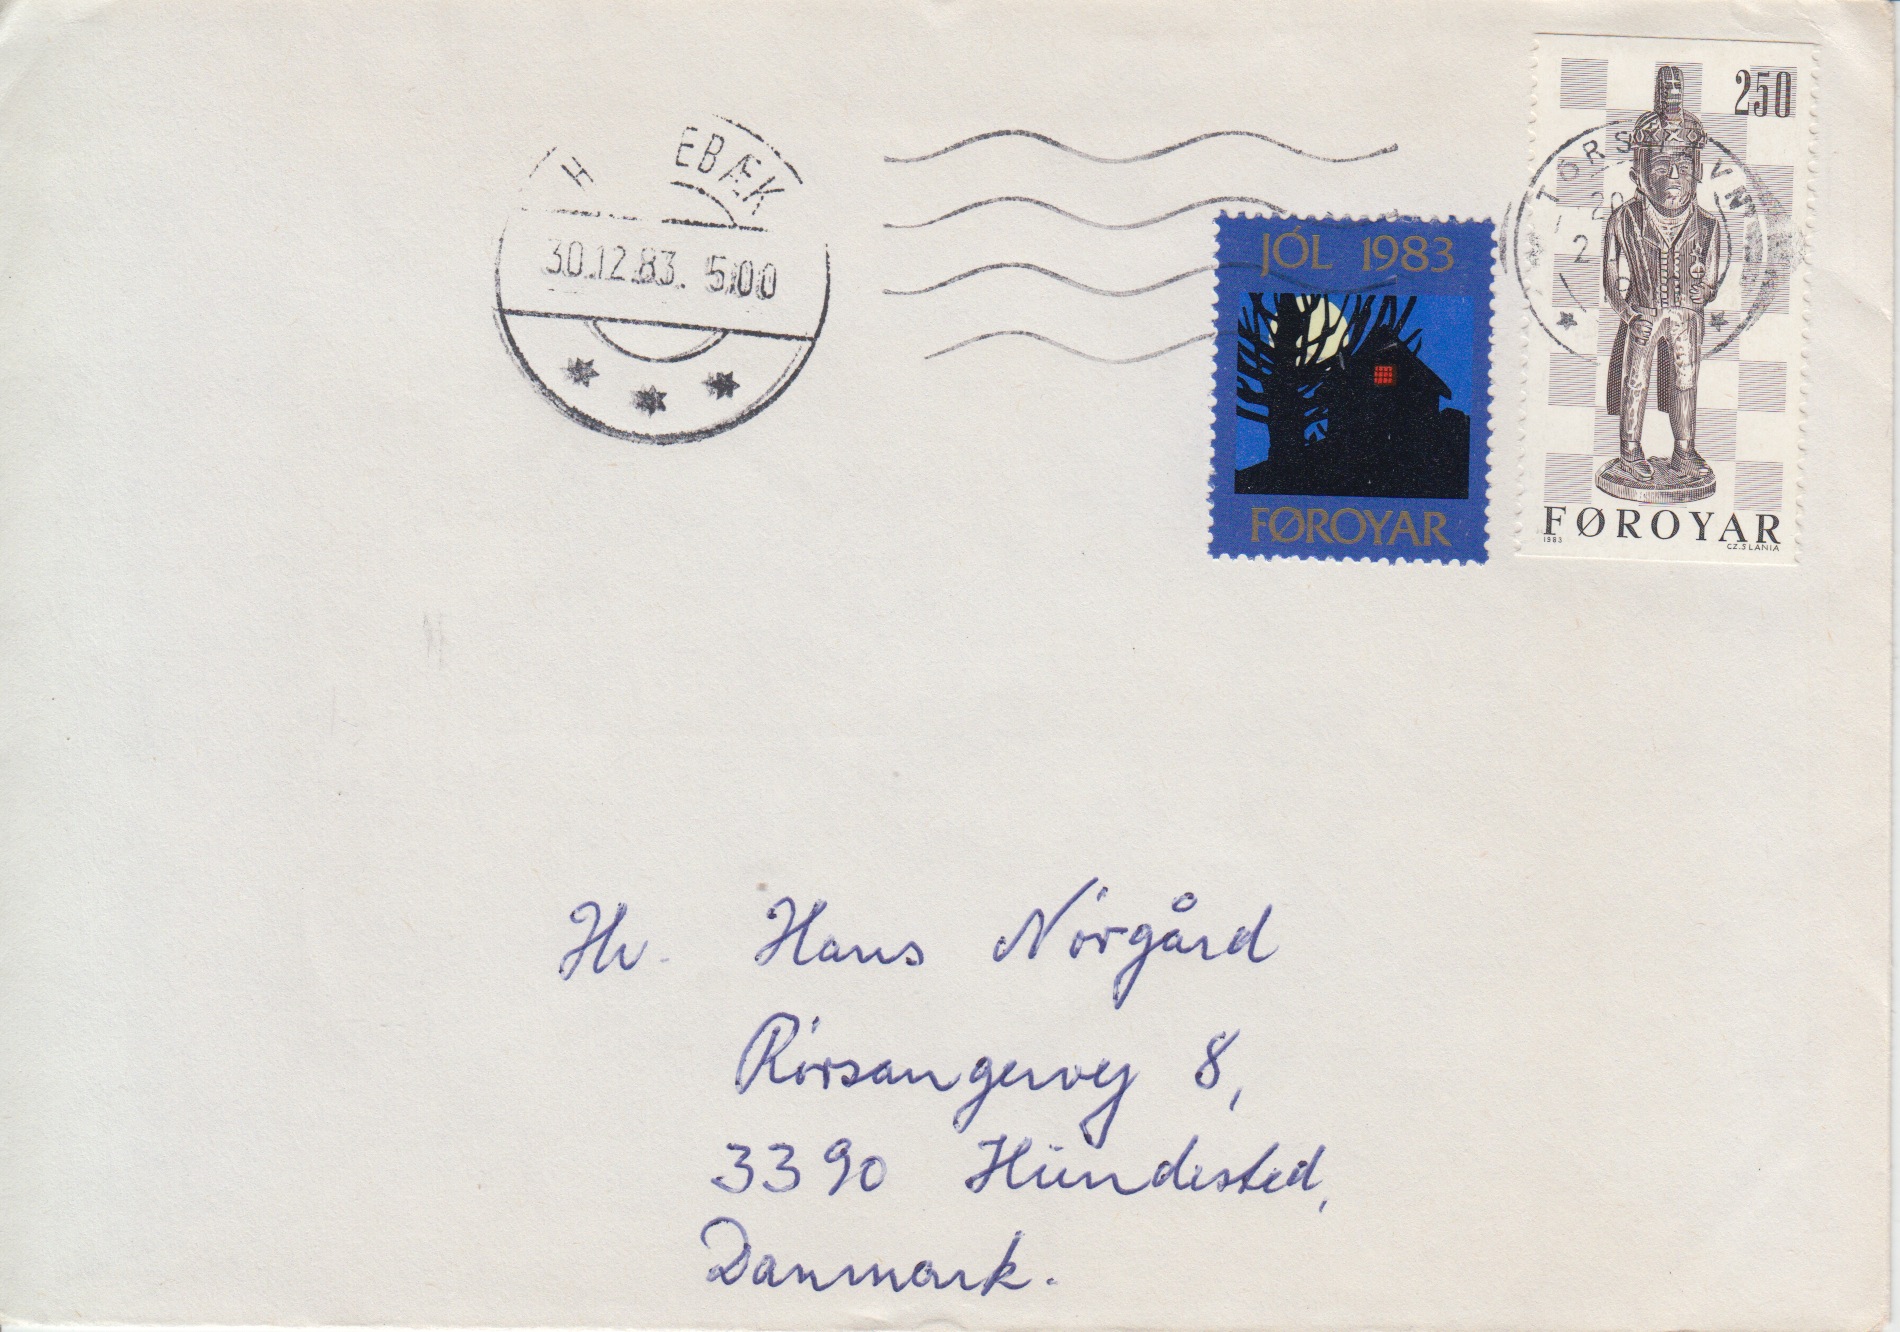 H EBÆK
30.12.83. 5.00
JÓL 1983
FØROYAR
250
FØROYAR
1983
CZ.SLANIA
Hr. Hans Nørgård
Rørsangervej 8,
3390 Hündested,
Danmark.